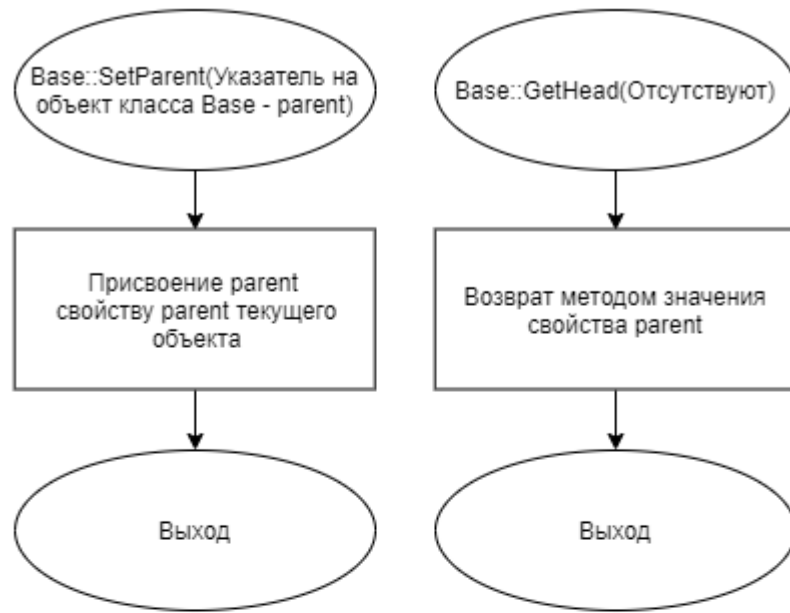 Base::SetParent(Указатель на
объект класса Base - parent)
Присвоение parent
свойству parent текущего
объекта
Выход
Base::GetHead(Отсутствуют)
Возврат методом значения
свойства parent
Выход